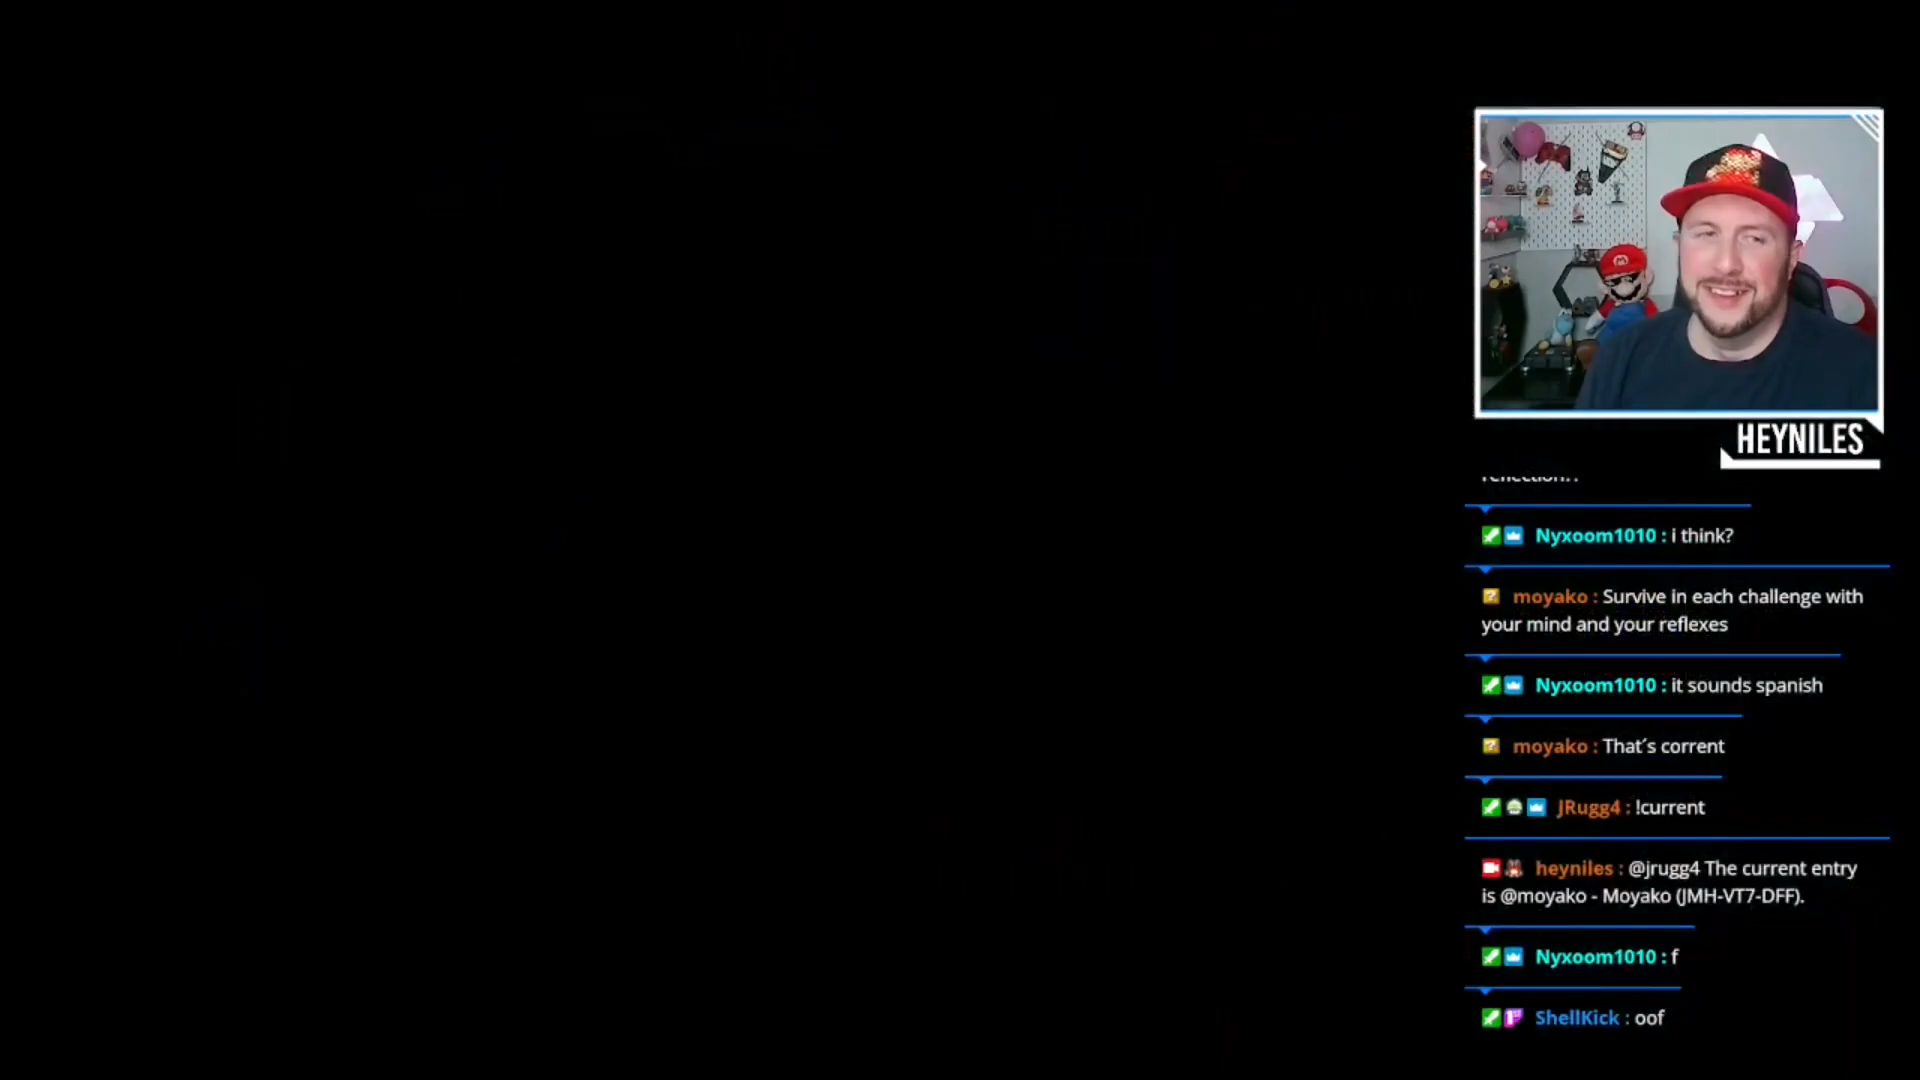 HEYNILES
Nyxoom1010 : i think?
moyako : Survive in each challenge with
your mind and your reflexes
Nyxoom1010 : it sounds spanish
moyako : That´s corrent
JRugg4 : !current
heyniles : @jrugg4 The current entry
is @moyako - Moyako (JMH-VT7-DFF).
Nyxoom1010 : f
ShellKick : oof